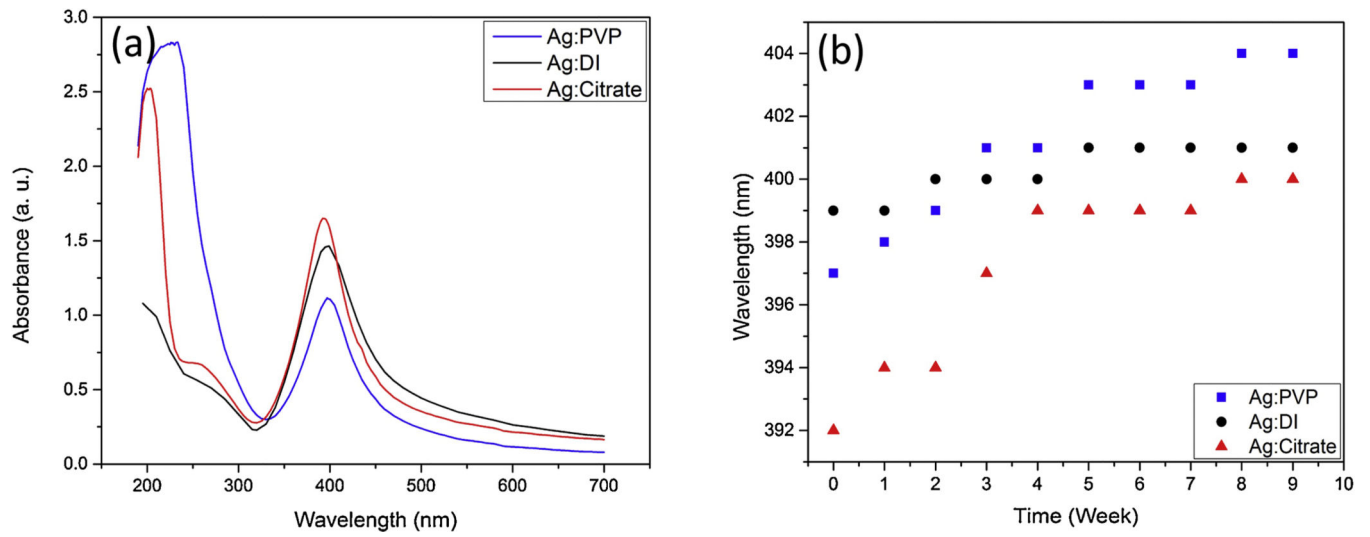 (a)
Ag:PVP
Ag:DI
Ag:Citrate
3.0
2.5
2.0
1.5
1.0
0.5
0.0
Absorbance (a. u.)
200 300 400 500 600 700
Wavelength (nm)
(b)
404
402
400
398
396
394
392
Wavelength (nm)
Ag:PVP
Ag:DI
Ag:Citrate
0 1 2 3 4 5 6 7 8 9 10
Time (Week)